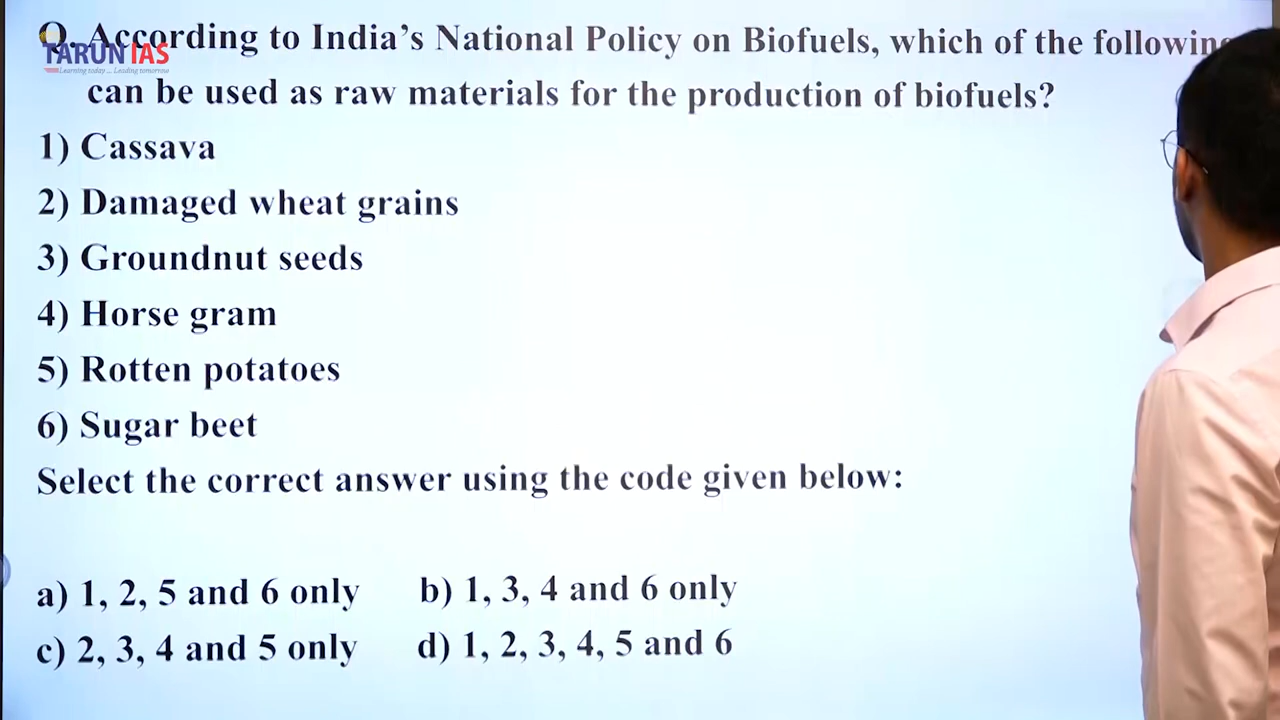 Q. According to India's National Policy on Biofuels, which of the following
TARUN IAS
Learning today ... Leading tomorrow
can be used as raw materials for the production of biofuels?
1) Cassava
2) Damaged wheat grains
3) Groundnut seeds
4) Horse gram
5) Rotten potatoes
6) Sugar beet
Select the correct answer using the code given below:
a) 1, 2, 5 and 6 only b) 1, 3, 4 and 6 only
c) 2, 3, 4 and 5 only d) 1, 2, 3, 4, 5 and 6